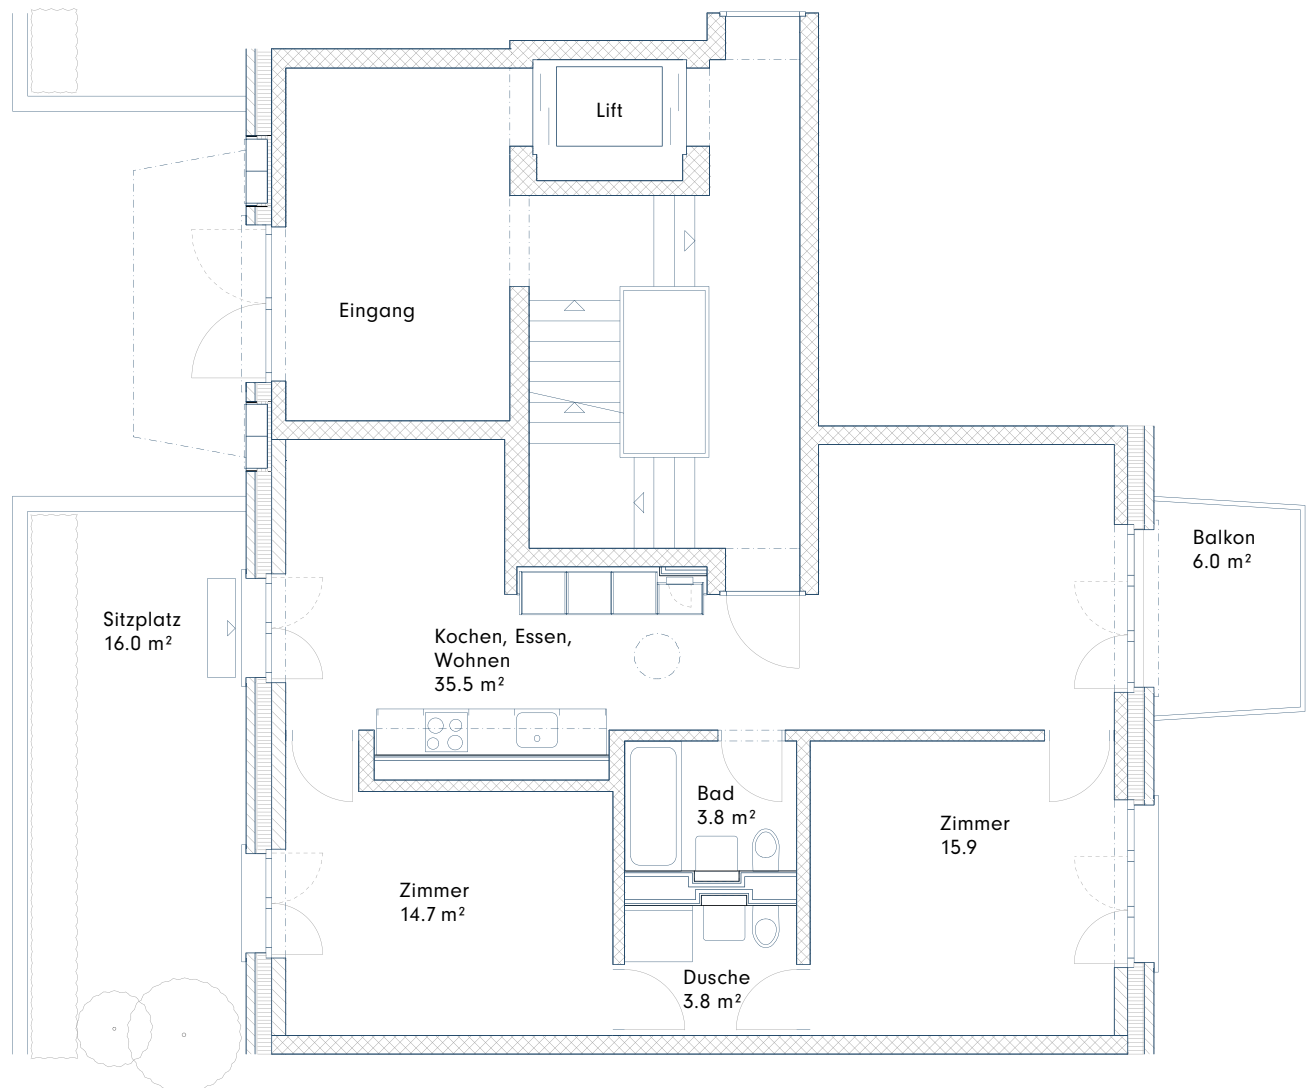 Lift
Eingang
Balkon
6.0 m²
Sitzplatz
16.0 m²
Kochen, Essen,
Wohnen
35.5 m²
Bad
3.8 m²
Zimmer
15.9
Zimmer
14.7 m²
Dusche
3.8 m²